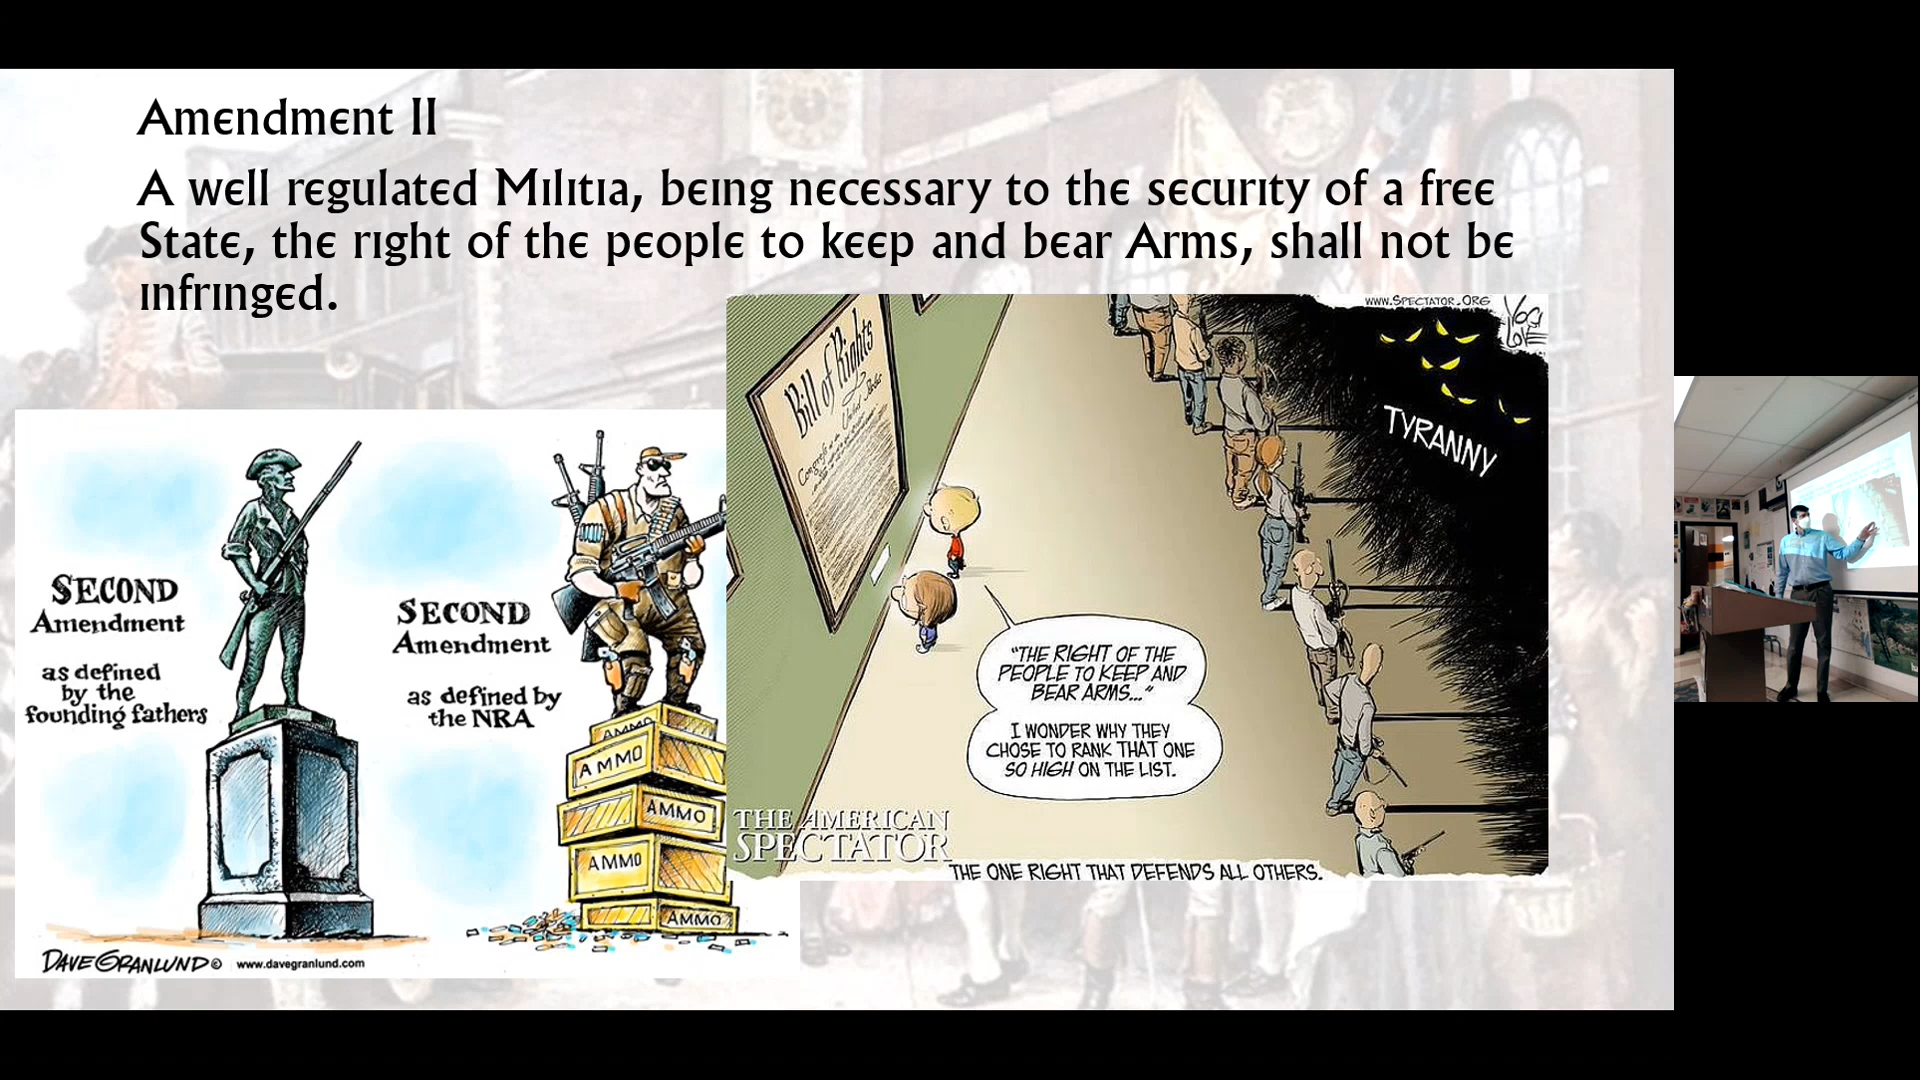 Amendment II
A well regulated Militia, being necessary to the security of a free
State, the right of the people to keep and bear Arms, shall not be
infringed.
SECOND
Amendment
as defined
by the
founding fathers
SECOND
Amendment
as defined by
the NRA
AMMO
AMMO
AMMO
AMMO
AMMO
DAVE GRANLUND © www.davegranlund.com
www.Spectator.Org
Bill of Rights
TYRANNY
"THE RIGHT OF THE
PEOPLE TO KEEP AND
BEAR ARMS..."
I WONDER WHY THEY
CHOSE TO RANK THAT ONE
SO HIGH ON THE LIST.
THE AMERICAN
SPECTATOR
THE ONE RIGHT THAT DEFENDS ALL OTHERS.